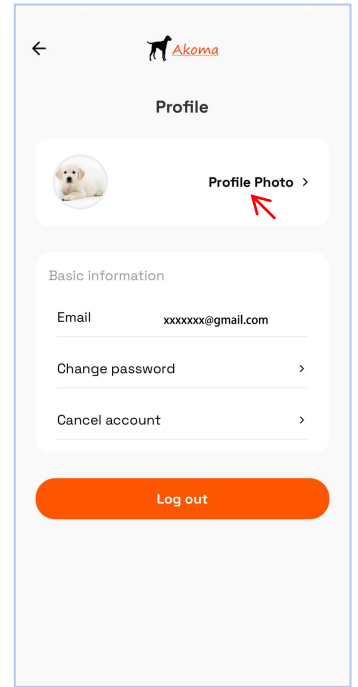 Akoma
Profile
Profile Photo
Basic information
Email xxxxxxx@gmail.com
Change password
Cancel account
Log out